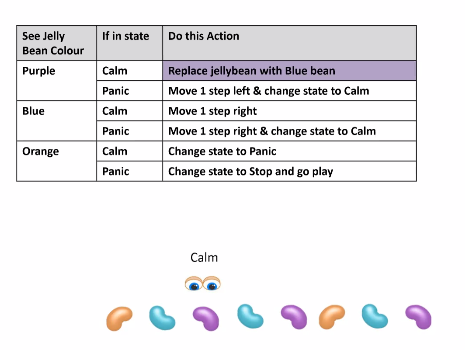 See Jelly Bean Colour If in state Do this Action
Purple Calm Replace jellybean with Blue bean
Panic Move 1 step left & change state to Calm
Blue Calm Move 1 step right
Panic Move 1 step right & change state to Calm
Orange Calm Change state to Panic
Panic Change state to Stop and go play
Calm